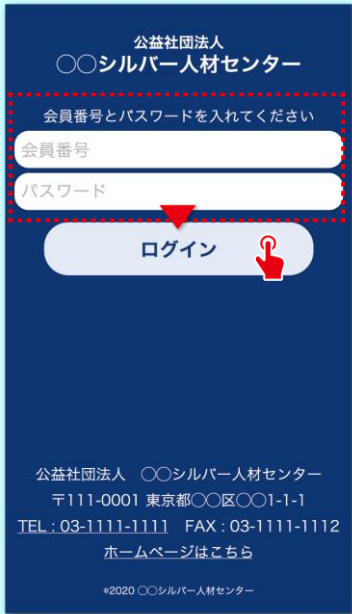 公益社団法人
○○シルバー人材センター
会員番号とパスワードを入れてください
会員番号
パスワード
ログイン
公益社団法人　○○シルバー人材センター
〒111-0001 東京都○○区○○1-1-1
TEL : 03-1111-1111　FAX : 03-1111-1112
ホームページはこちら
©2020 ○○シルバー人材センター